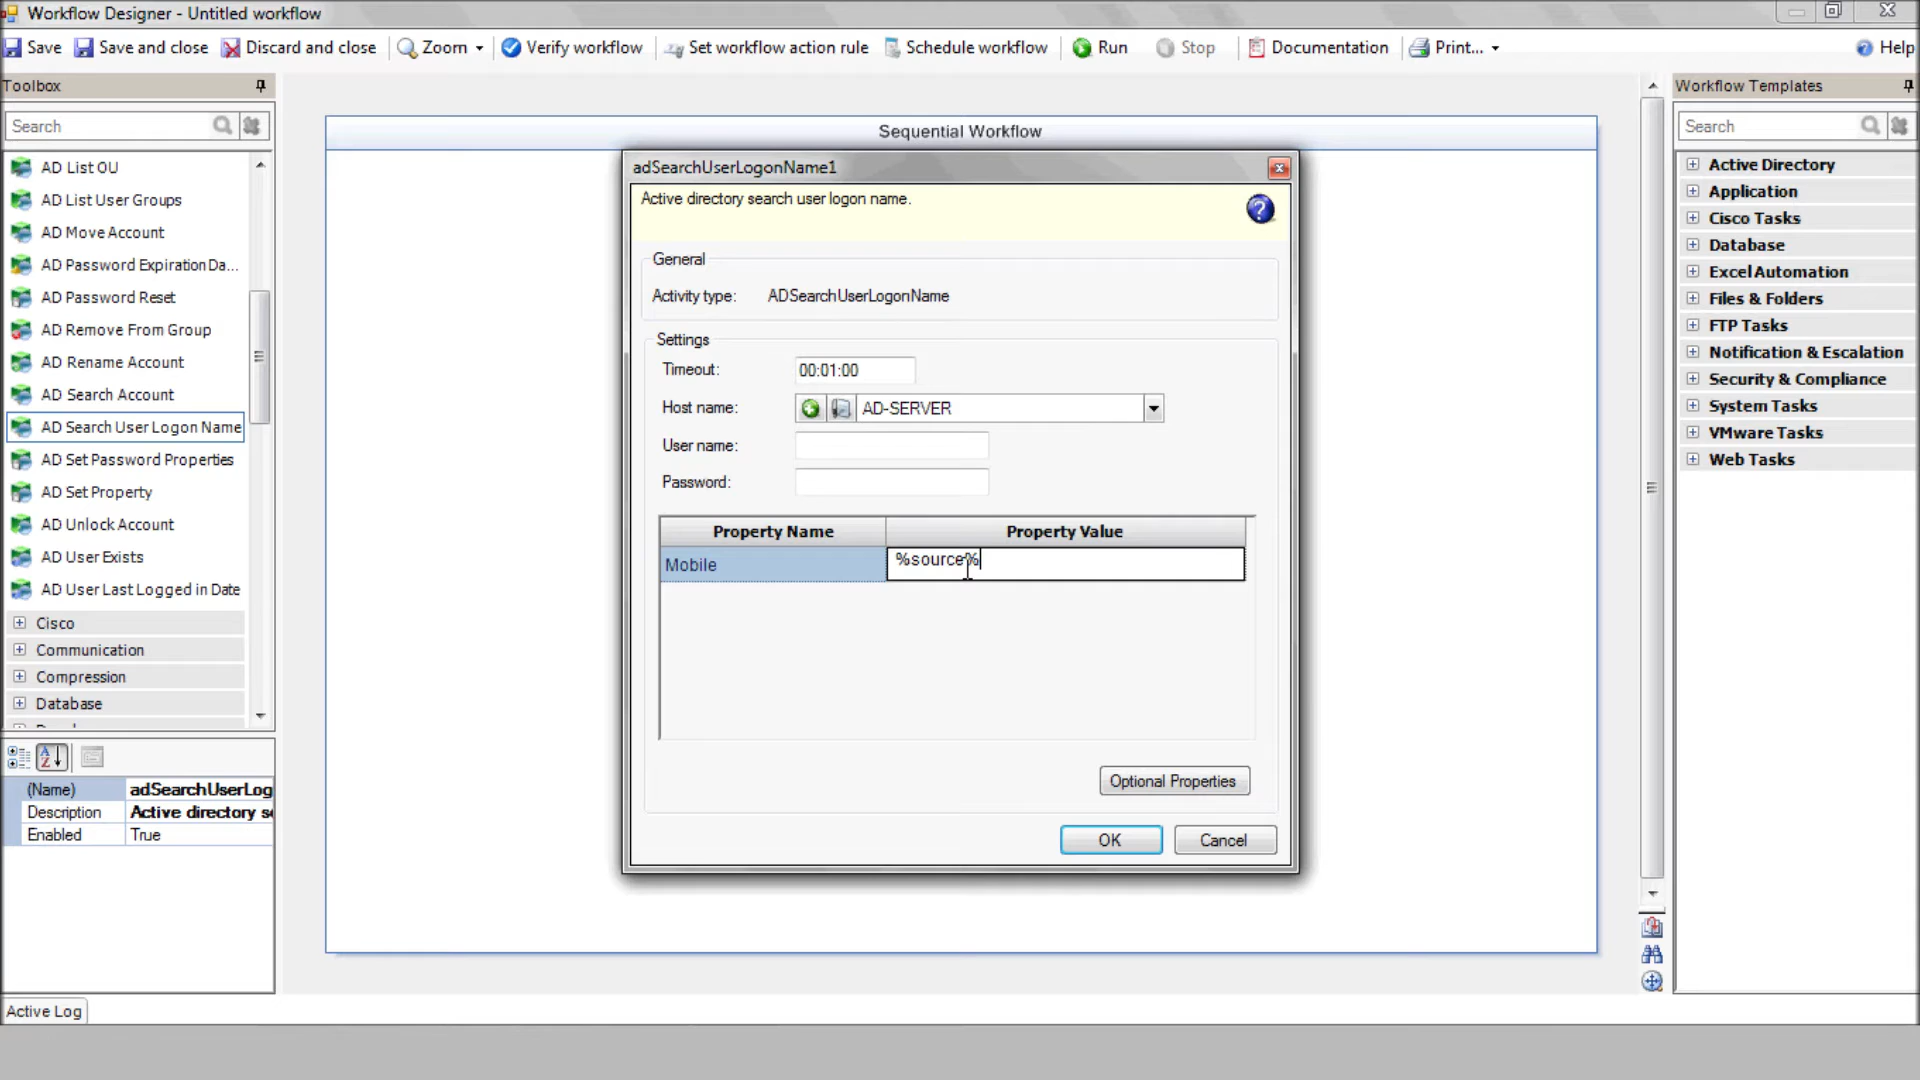 Workflow Designer - Untitled workflow
Save Save and close Discard and close Zoom Verify workflow Set workflow action rule Schedule workflow Run Stop Documentation Print... Help
Toolbox
Search
AD List OU
AD List User Groups
AD Move Account
AD Password Expiration Da...
AD Password Reset
AD Remove From Group
AD Rename Account
AD Search Account
AD Search User Logon Name
AD Set Password Properties
AD Set Property
AD Unlock Account
AD User Exists
AD User Last Logged in Date
Cisco
Communication
Compression
Database
(Name) adSearchUserLog
Description Active directory s
Enabled True
Active Log
Sequential Workflow
adSearchUserLogonName1
Active directory search user logon name.
General
Activity type: ADSearchUserLogonName
Settings
Timeout: 00:01:00
Host name: AD-SERVER
User name:
Password:
Property Name Property Value
Mobile %source%
Optional Properties
OK Cancel
Workflow Templates
Search
Active Directory
Application
Cisco Tasks
Database
Excel Automation
Files & Folders
FTP Tasks
Notification & Escalation
Security & Compliance
System Tasks
VMware Tasks
Web Tasks